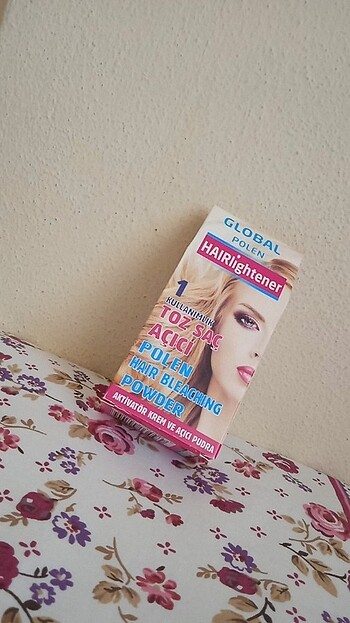 GLOBAL
POLEN
HAIRlightener
1
KULLANIMLIK
TOZ SAÇ
AÇICI
POLEN
HAIR BLEACHING
POWDER
AKTİVATÖR KREM VE AÇICI PUDRA